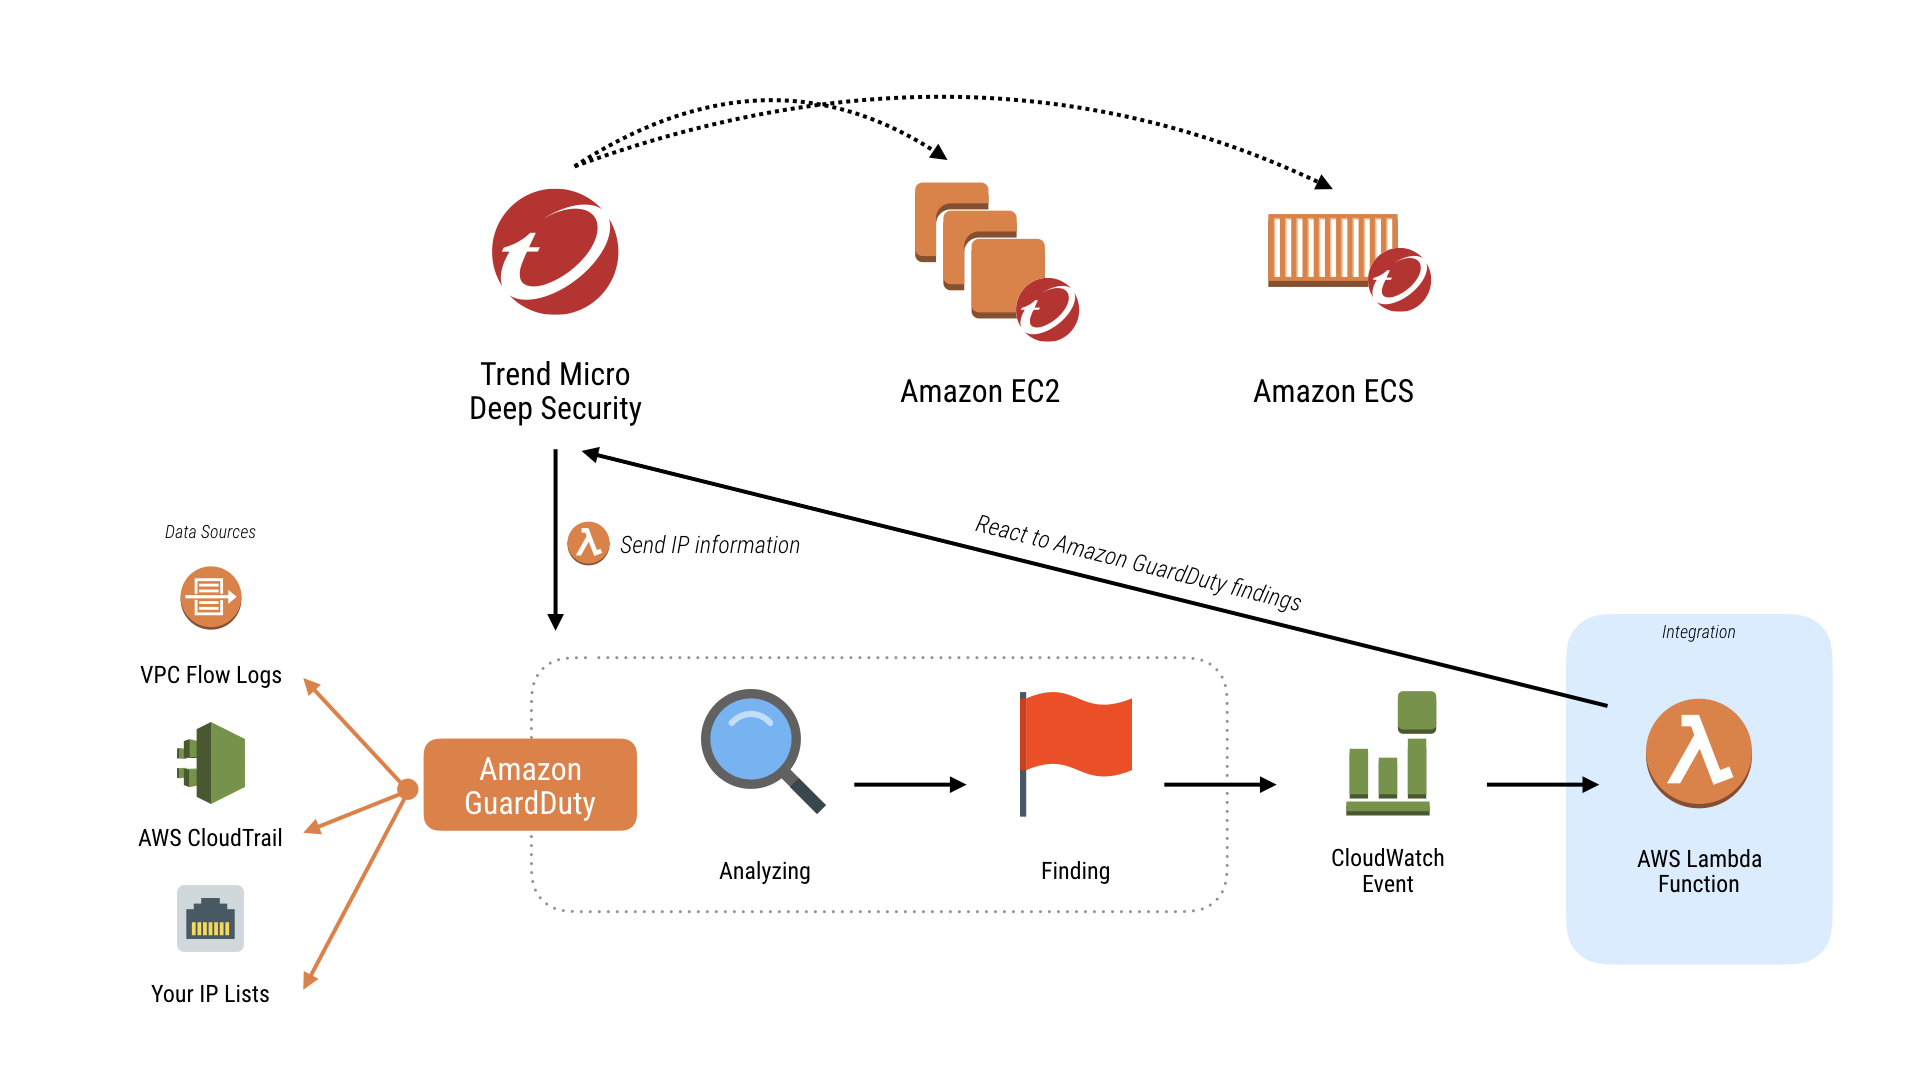 Trend Micro
Deep Security
Amazon EC2
Amazon ECS
Send IP information
React to Amazon GuardDuty findings
Data Sources
VPC Flow Logs
AWS CloudTrail
Your IP Lists
Amazon
GuardDuty
Analyzing
Finding
CloudWatch
Event
Integration
AWS Lambda
Function